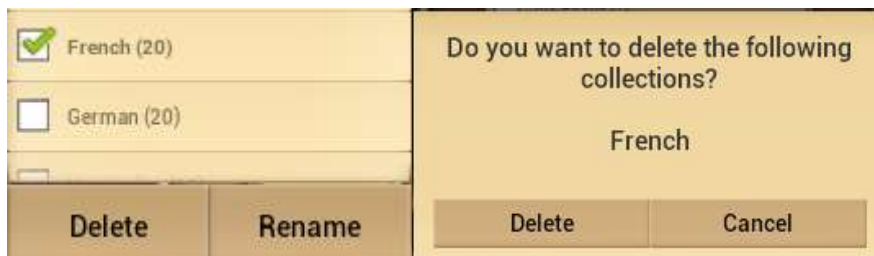 French (20)
German (20)
Delete
Rename
Do you want to delete the following
collections?
French
Delete
Cancel